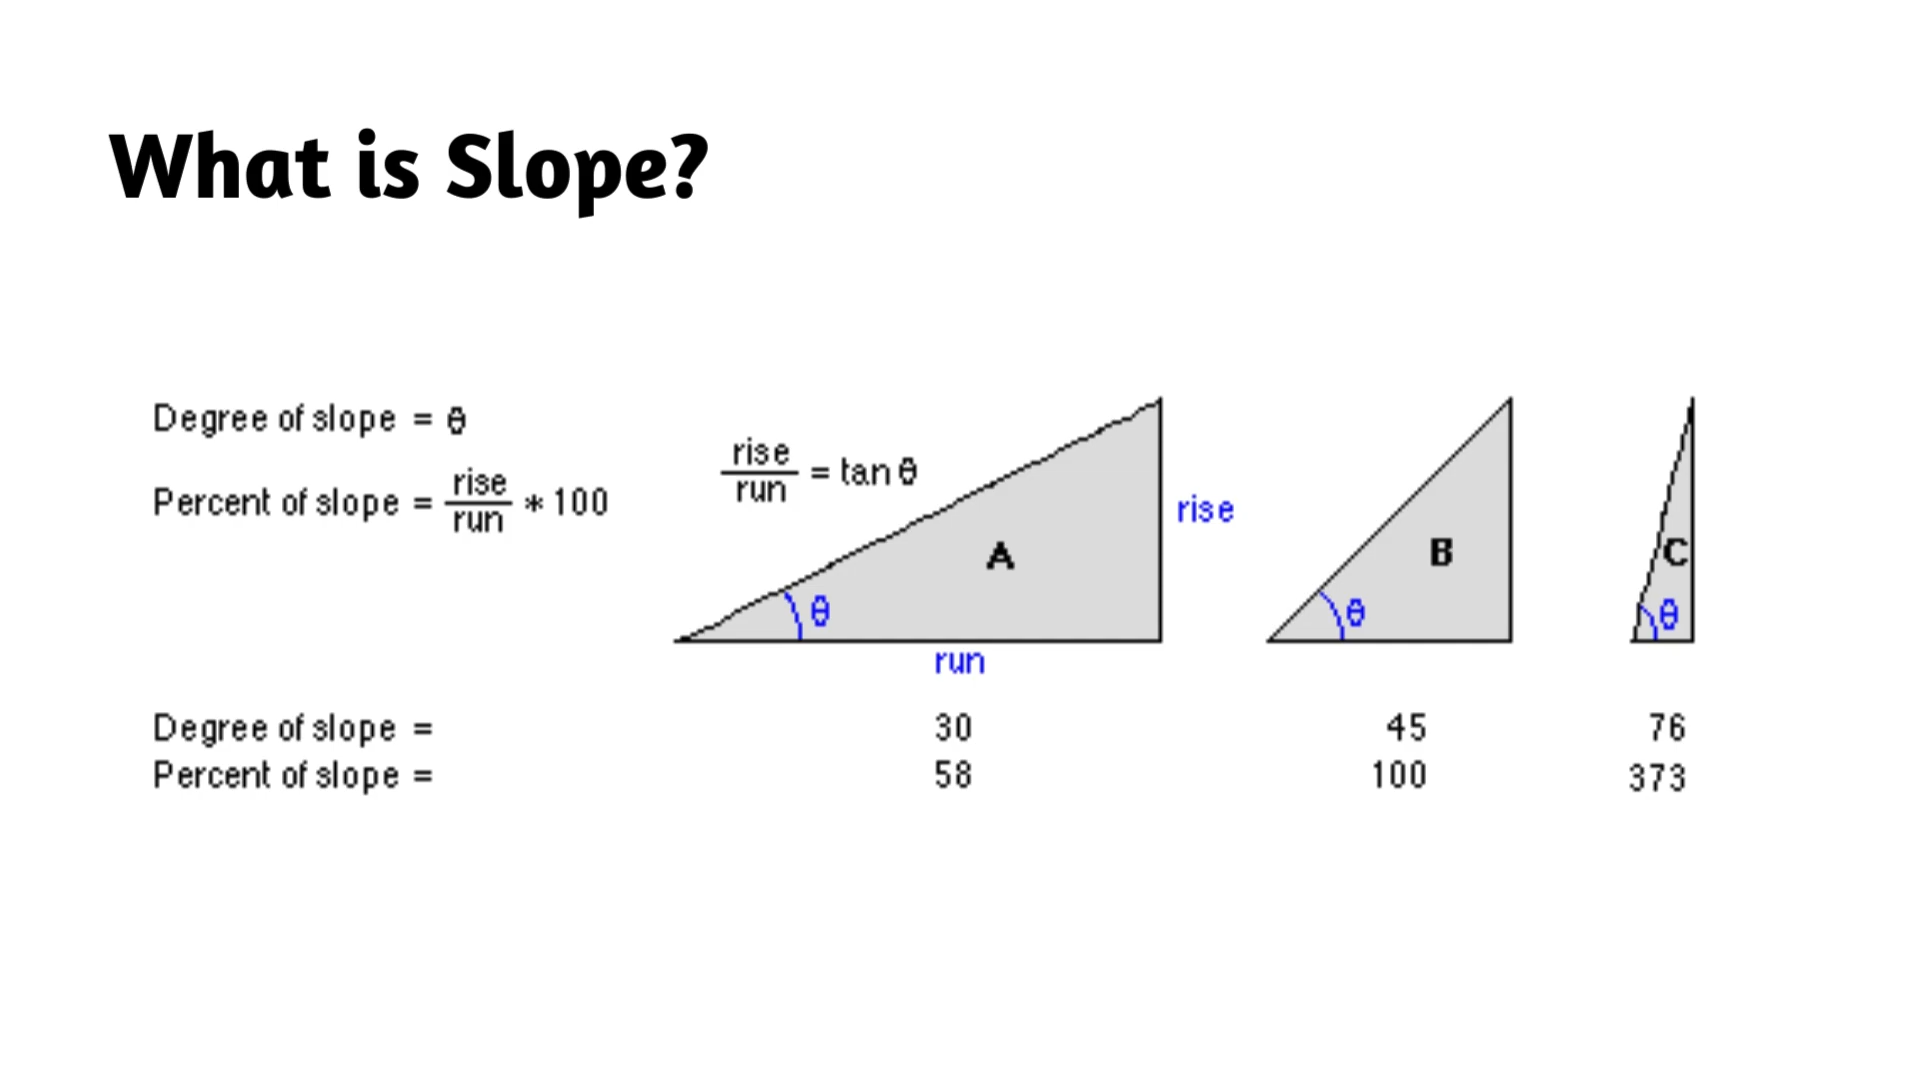 What is Slope?
Degree of slope = θ
Percent of slope = rise/run * 100
rise/run = tan θ
rise
A
B
C
θ
θ
θ
run
Degree of slope = 30 45 76
Percent of slope = 58 100 373